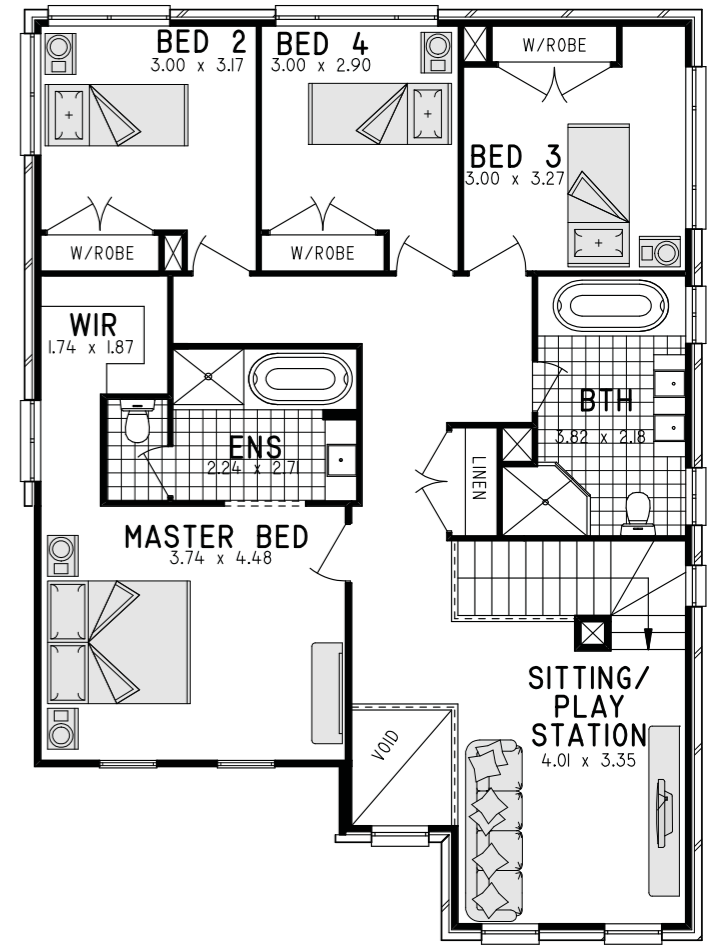 BED 2
3.00 x 3.17
BED 4
3.00 x 2.90
W/ROBE
BED 3
3.00 x 3.27
W/ROBE
W/ROBE
WIR
1.74 x 1.87
BTH
3.82 x 2.18
ENS
2.24 x 2.71
LINEN
MASTER BED
3.74 x 4.48
SITTING/
PLAY
STATION
4.01 x 3.35
VOID